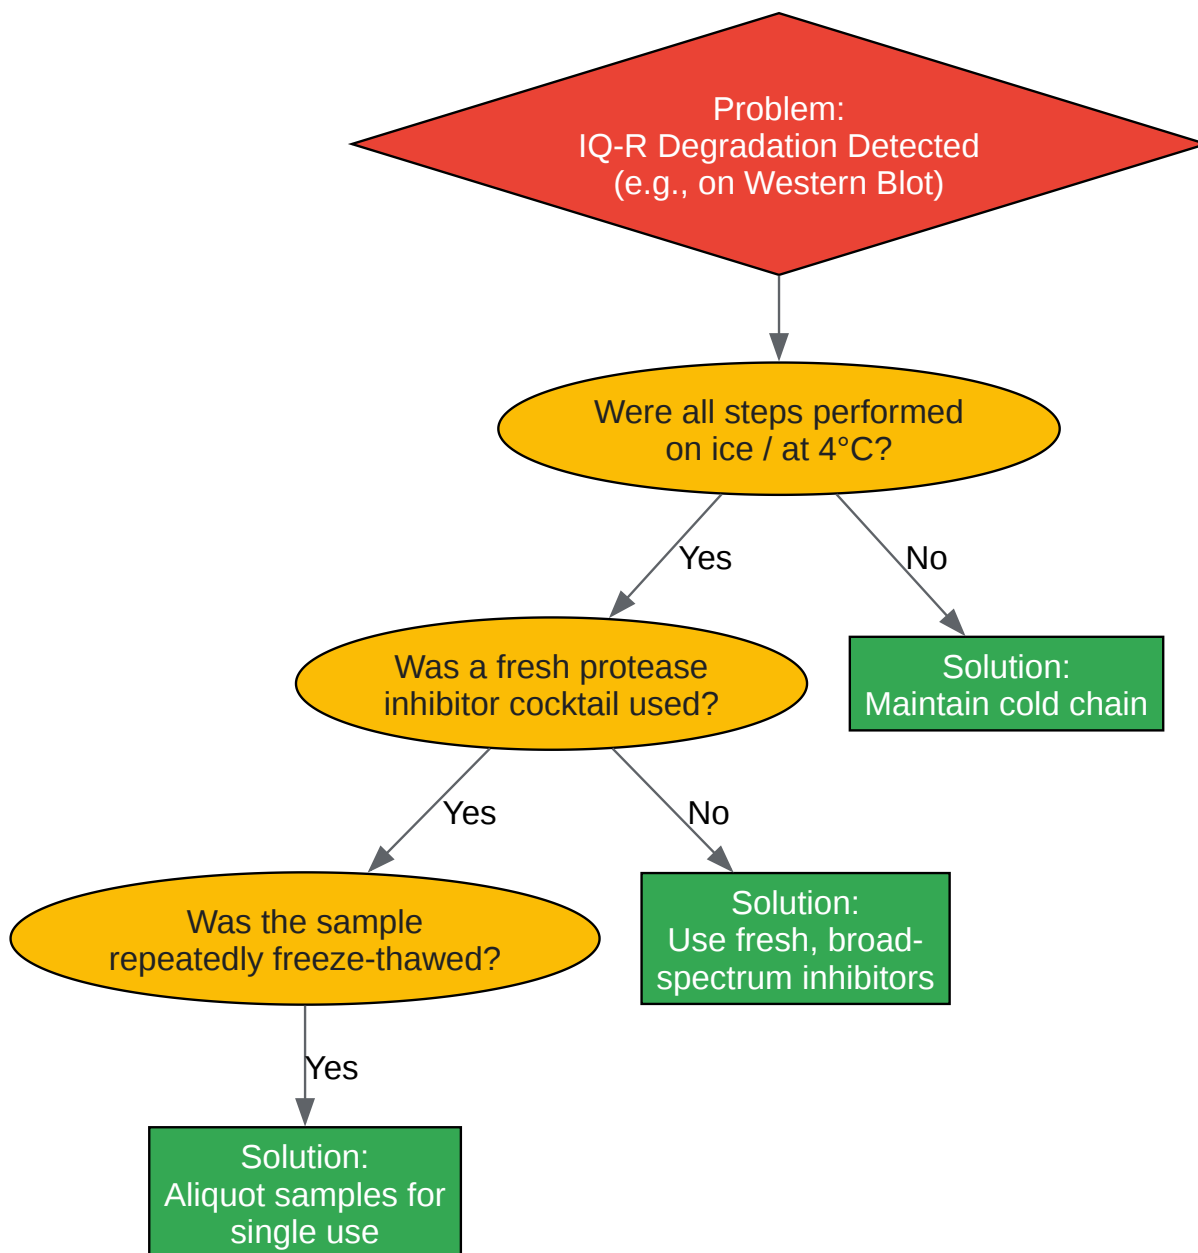 Problem:
IQ-R Degradation Detected
(e.g., on Western Blot)
Were all steps performed
on ice / at 4°C?
Yes
No
Was a fresh protease
inhibitor cocktail used?
Solution:
Maintain cold chain
Yes
No
Was the sample
repeatedly freeze-thawed?
Solution:
Use fresh, broad-
spectrum inhibitors
Yes
Solution:
Aliquot samples for
single use